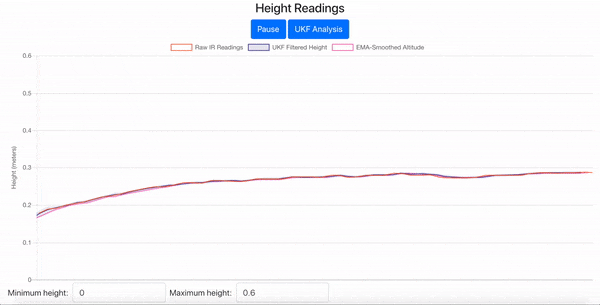 Height Readings
Pause UKF Analysis
Raw IR Readings UKF Filtered Height EMA-Smoothed Altitude
0.6
0.5
0.4
0.3
0.2
0.1
0
Height (meters)
Minimum height: 0 Maximum height: 0.6